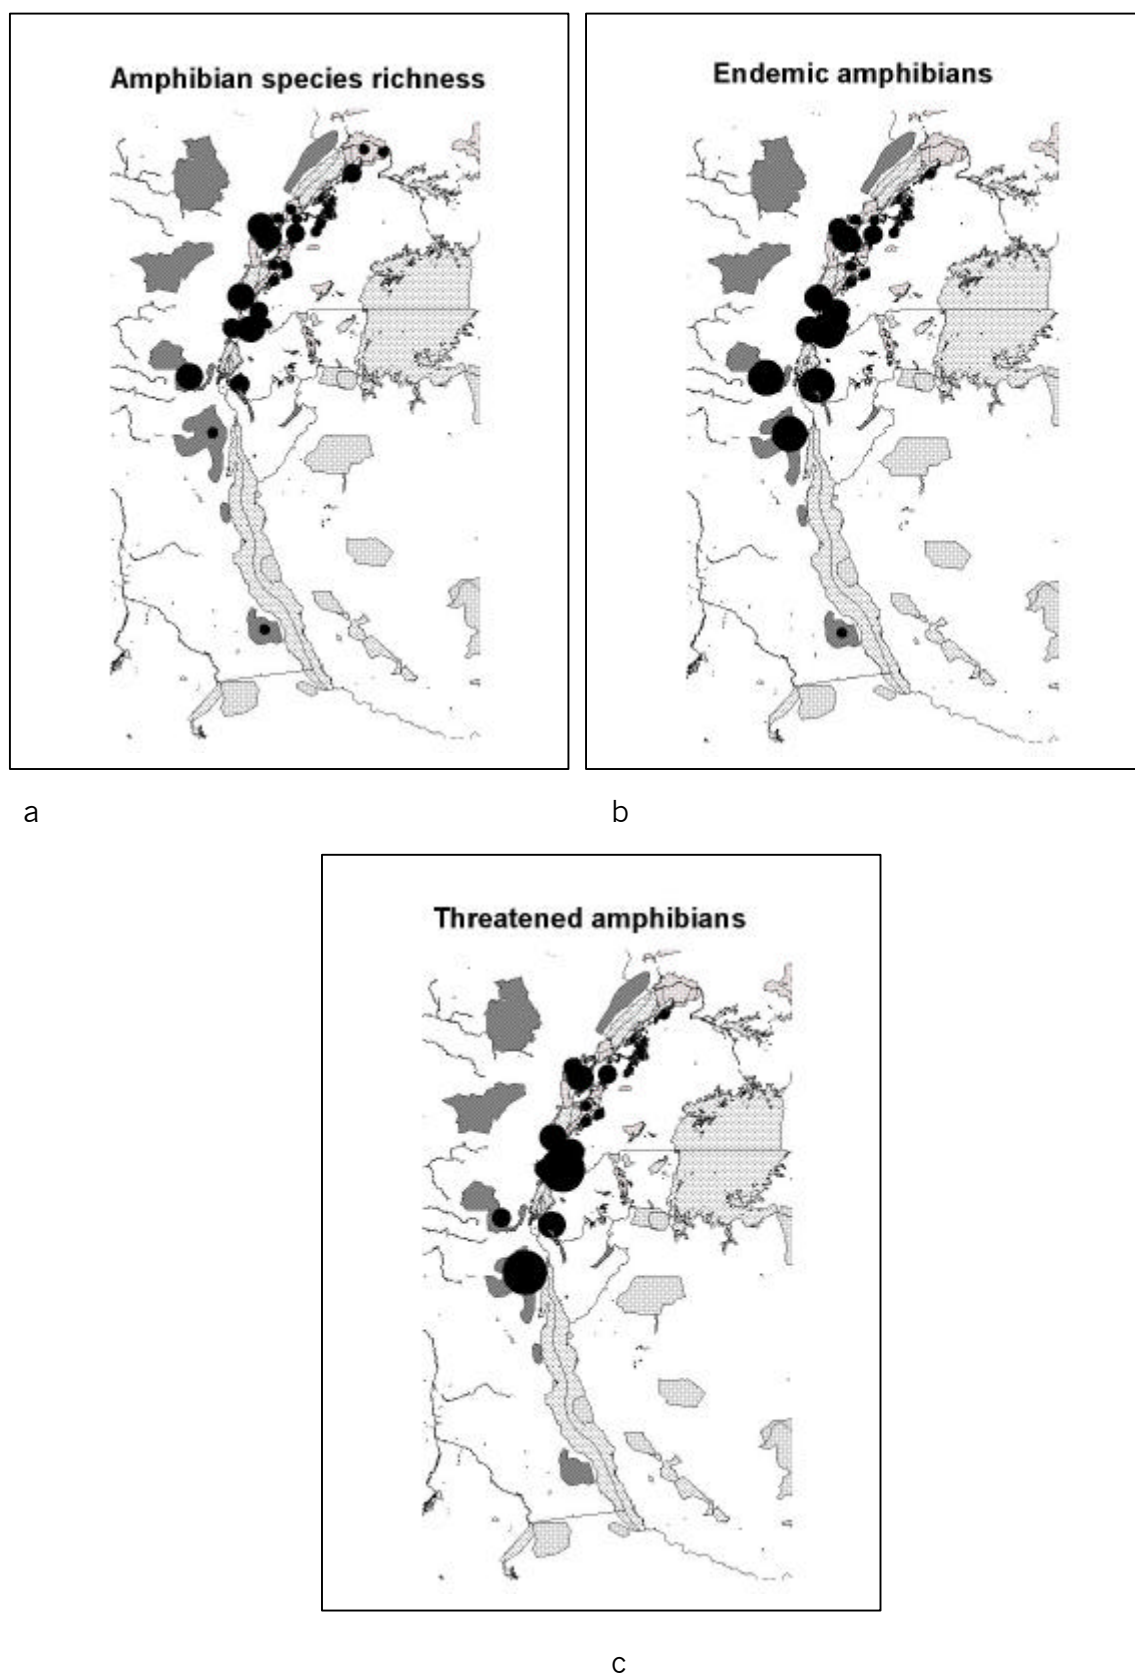 Amphibian species richness
Endemic amphibians
a
b
Threatened amphibians
c